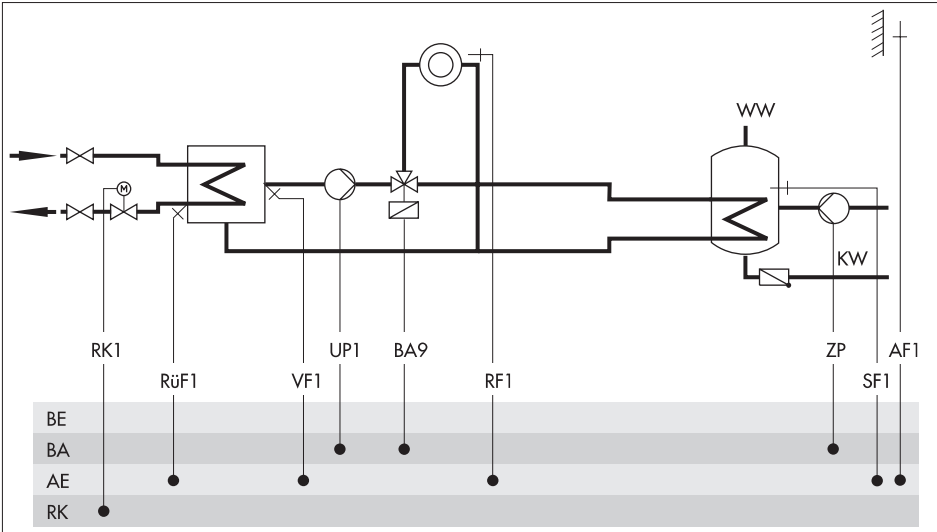 WW
M
KW
RK1 UP1 BA9 ZP AF1
RüF1 VF1 RF1 SF1
BE
BA
AE
RK